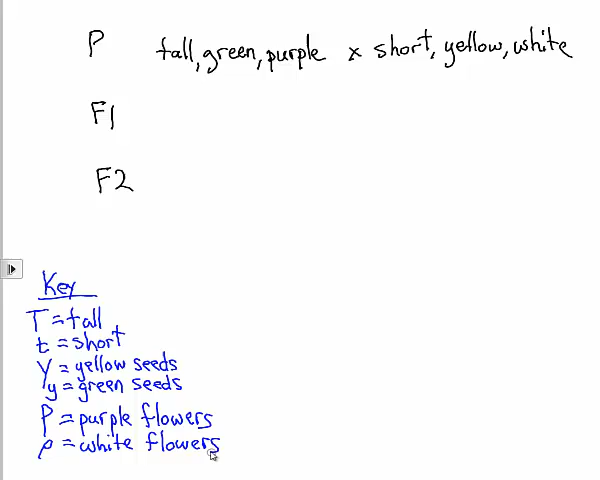 P tall, green, purple x short, yellow, white
F1
F2
Key
T = tall
t = short
Y = yellow seeds
y = green seeds
P = purple flowers
p = white flowers